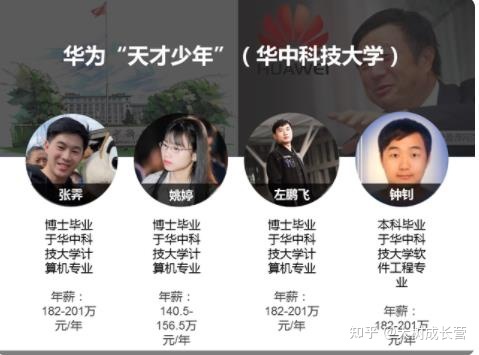 华为“天才少年”（华中科技大学）
HUAWEI
张霁
姚婷
左鹏飞
钟钊
博士毕业
于华中科
技大学计
算机专业
博士毕业
于华中科
技大学计
算机专业
博士毕业
于华中科
技大学计
算机专业
本科毕业
于华中科
技大学软
件工程专
业
年薪：
182-201万
元/年
年薪：
140.5-
156.5万
元/年
年薪：
182-201万
元/年
年薪：
182-201万
元/年